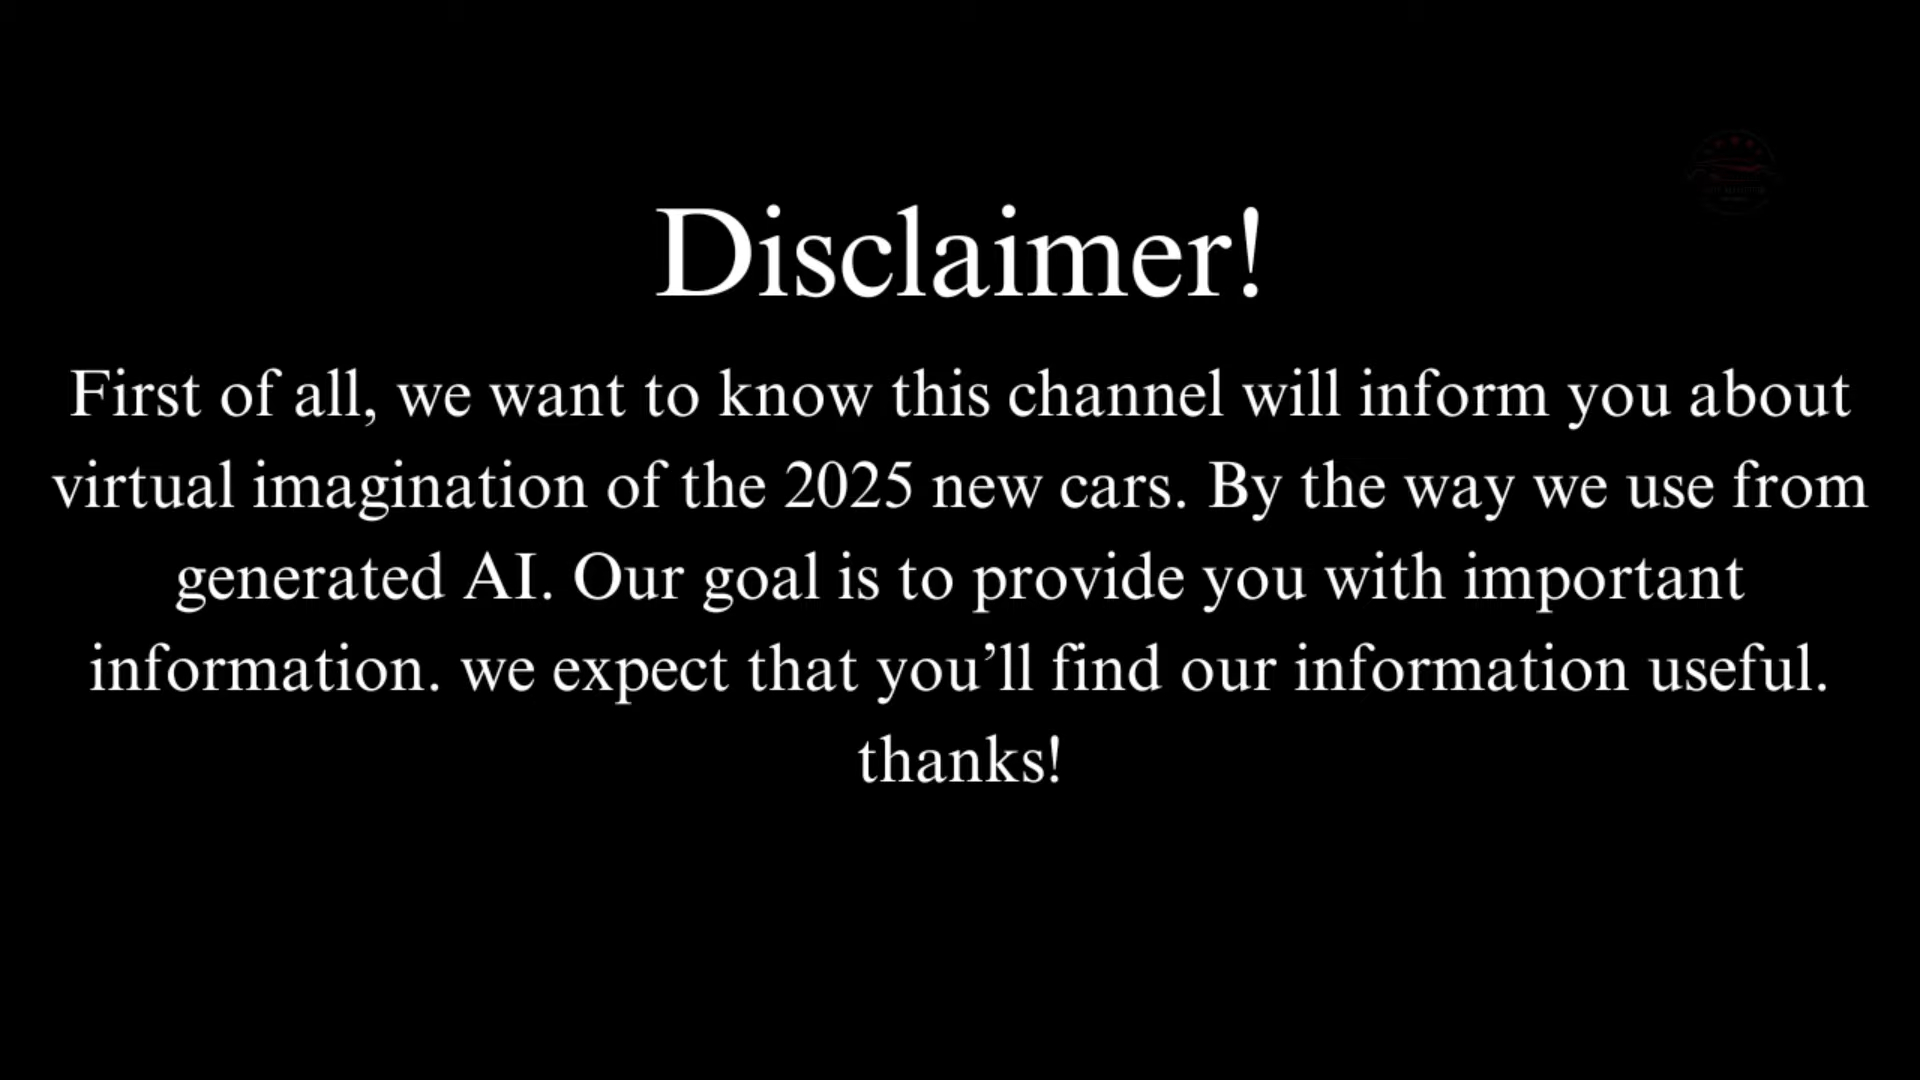 Disclaimer!
First of all, we want to know this channel will inform you about
virtual imagination of the 2025 new cars. By the way we use from
generated AI. Our goal is to provide you with important
information. we expect that you’ll find our information useful.
thanks!